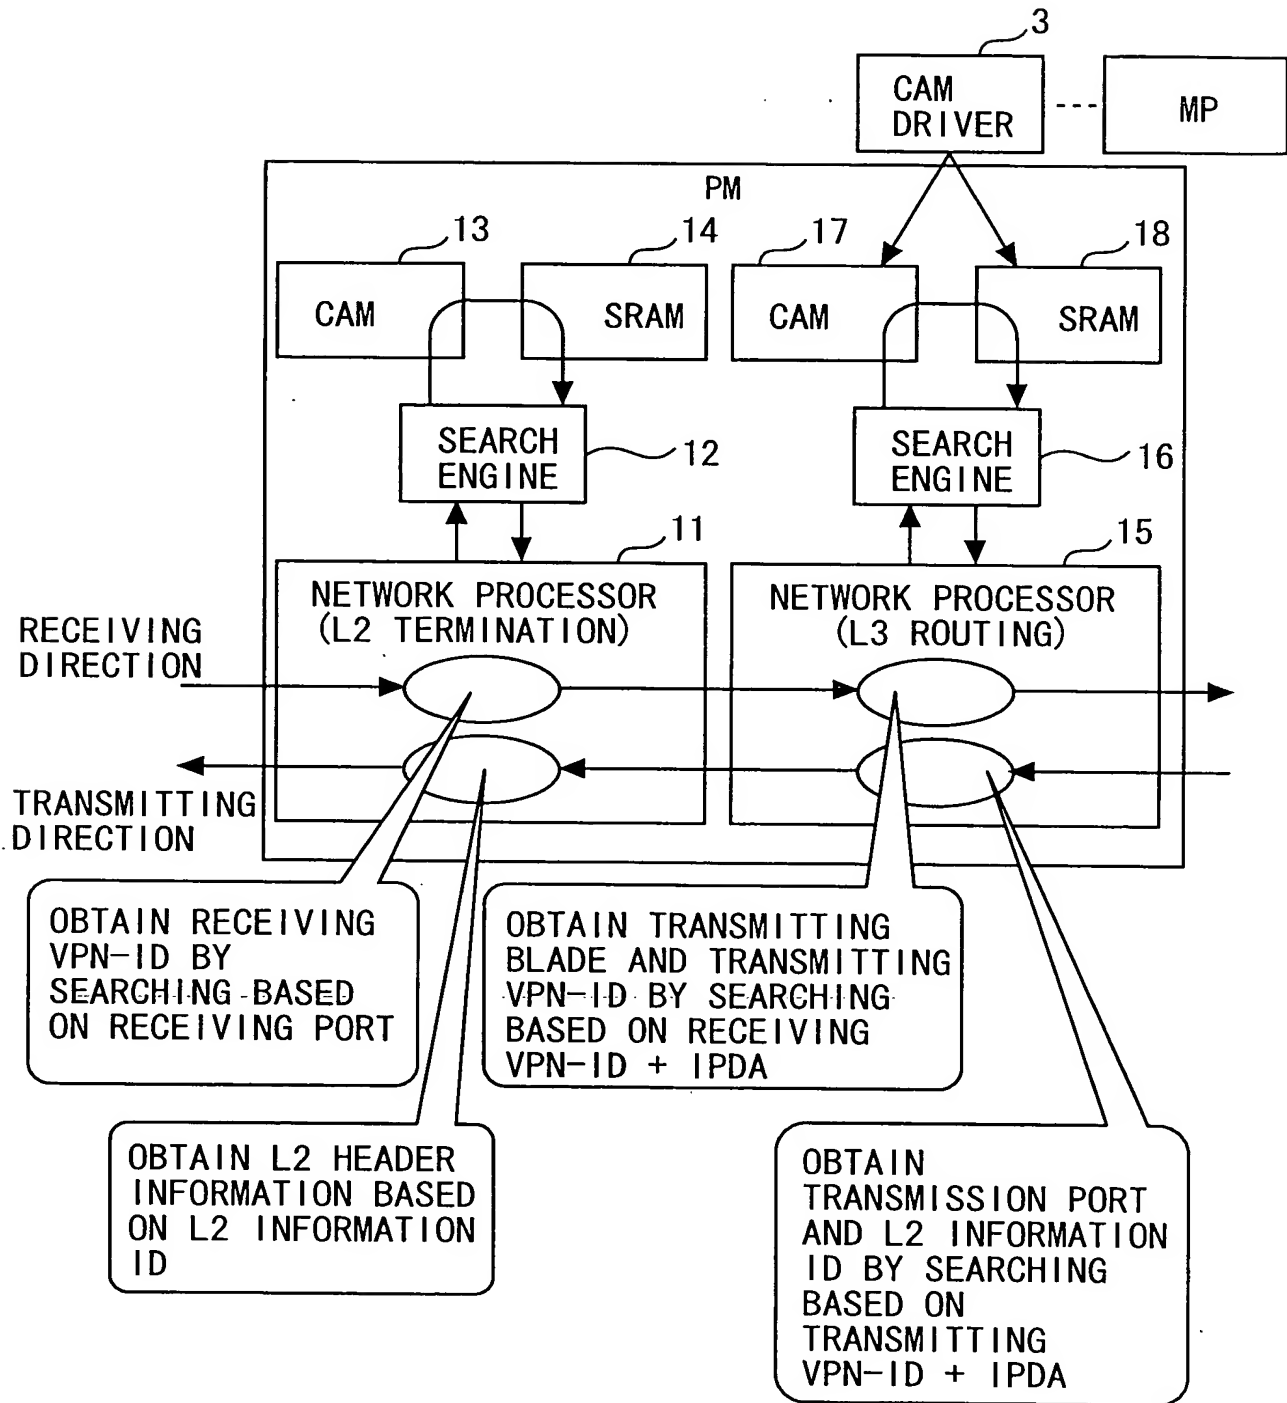 3
CAM
DRIVER
MP
PM
13
14
17
18
CAM
SRAM
CAM
SRAM
SEARCH
ENGINE
12
SEARCH
ENGINE
16
11
15
NETWORK PROCESSOR
(L2 TERMINATION)
NETWORK PROCESSOR
(L3 ROUTING)
RECEIVING
DIRECTION
TRANSMITTING
DIRECTION
OBTAIN RECEIVING
VPN-ID BY
SEARCHING BASED
ON RECEIVING PORT
OBTAIN TRANSMITTING
BLADE AND TRANSMITTING
VPN-ID BY SEARCHING
BASED ON RECEIVING
VPN-ID + IPDA
OBTAIN L2 HEADER
INFORMATION BASED
ON L2 INFORMATION
ID
OBTAIN
TRANSMISSION PORT
AND L2 INFORMATION
ID BY SEARCHING
BASED ON
TRANSMITTING
VPN-ID + IPDA